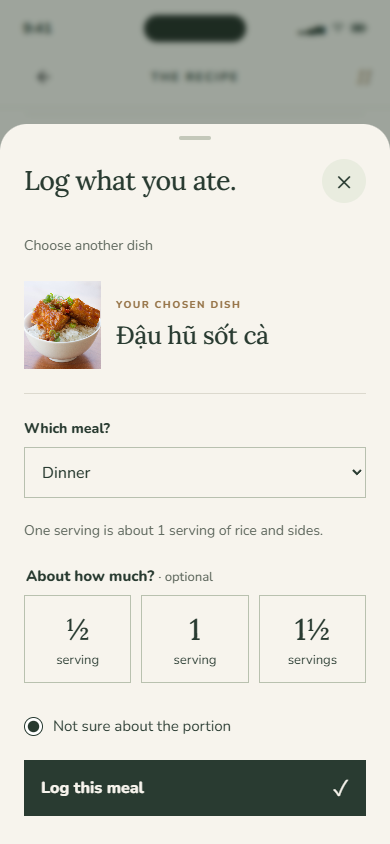 9:41
THE RECIPE
Log what you ate.
Choose another dish
YOUR CHOSEN DISH
Đậu hũ sốt cà
Which meal?
Dinner
One serving is about 1 serving of rice and sides.
About how much? · optional
½
serving
1
serving
1½
servings
Not sure about the portion
Log this meal